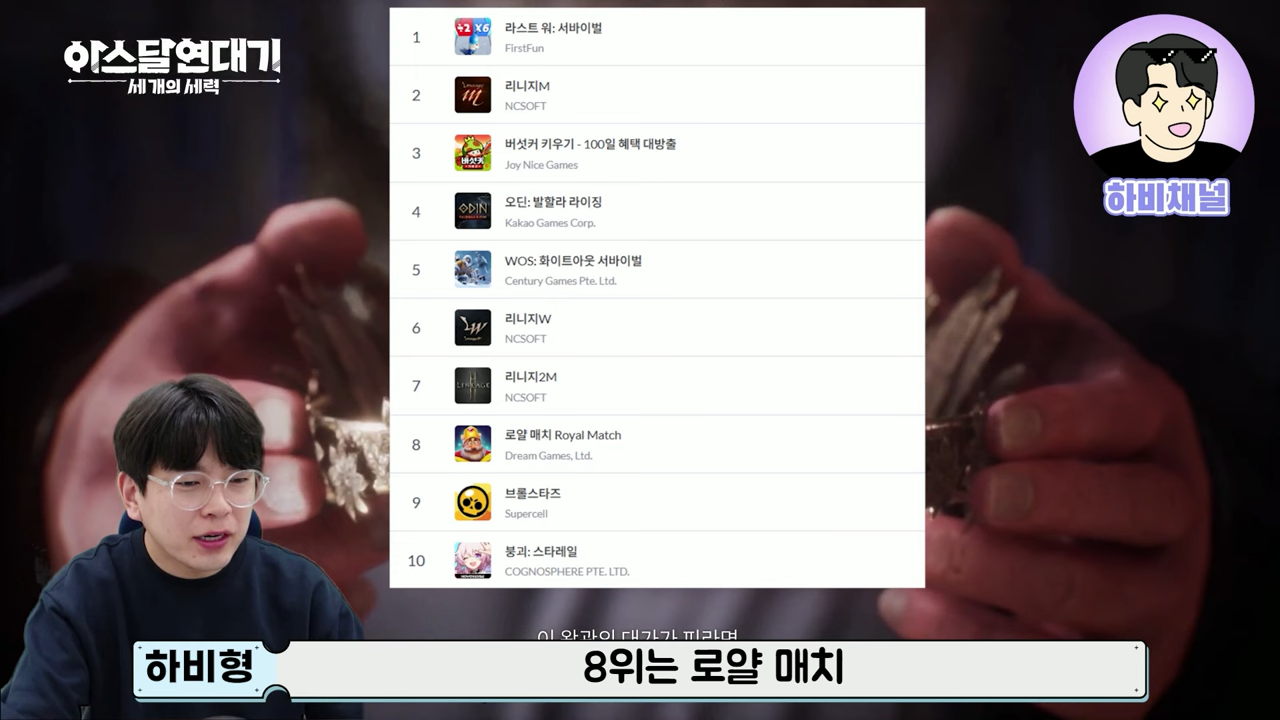 아스달연대기
세 개의 세력
1
라스트 워: 서바이벌
FirstFun
2
리니지M
NCSOFT
3
버섯커 키우기 - 100일 혜택 대방출
Joy Nice Games
4
ODIN
오딘: 발할라 라이징
Kakao Games Corp.
5
WOS: 화이트아웃 서바이벌
Century Games Pte. Ltd.
6
리니지W
NCSOFT
7
LINEAGE
리니지2M
NCSOFT
8
로얄 매치 Royal Match
Dream Games, Ltd.
9
브롤스타즈
Supercell
10
붕괴: 스타레일
COGNOSPHERE PTE. LTD.
하비채널
하비형
8위는 로얄 매치